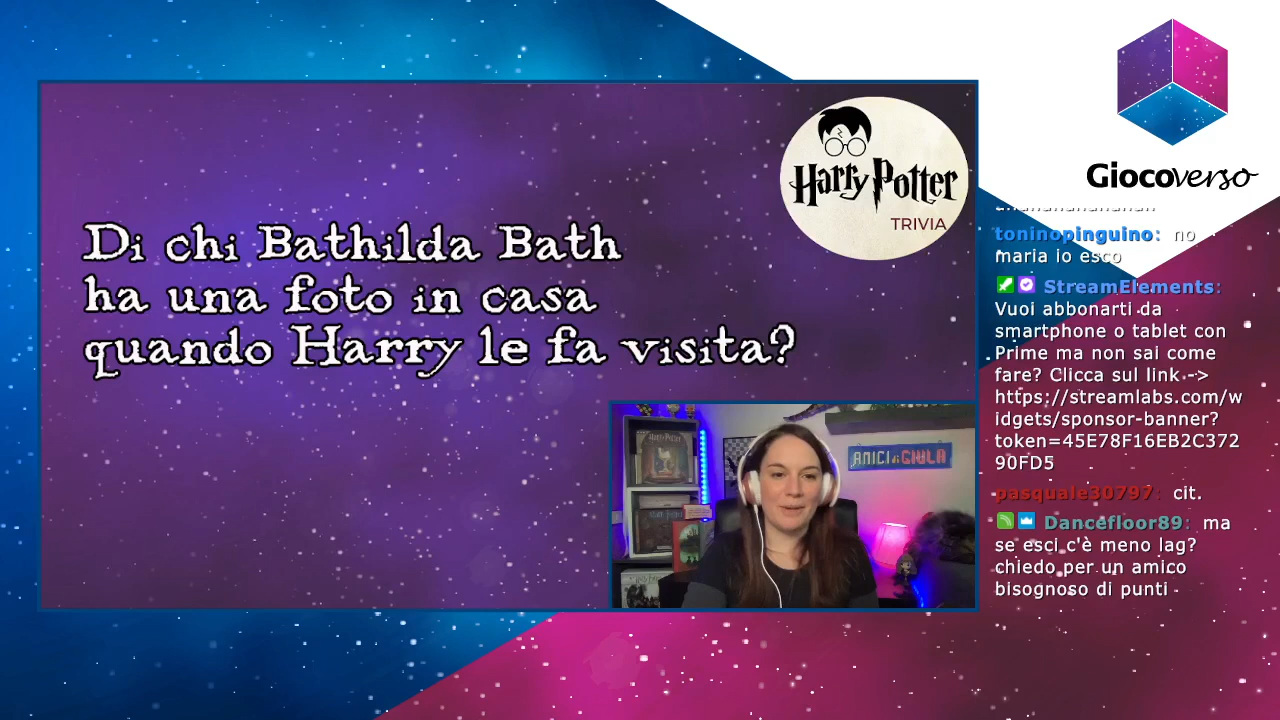 Di chi Bathilda Bath
ha una foto in casa
quando Harry le fa visita?
Harry Potter
TRIVIA
AMICI di GIULA
Giocoverso
toninopinguino: no
maria io esco
StreamElements:
Vuoi abbonarti da
smartphone o tablet con
Prime ma non sai come
fare? Clicca sul link ->
https://streamlabs.com/w
idgets/sponsor-banner?
token=45E78F16EB2C372
90FD5
pasquale30797: cit.
Dancefloor89: ma
se esci c'è meno lag?
chiedo per un amico
bisognoso di punti